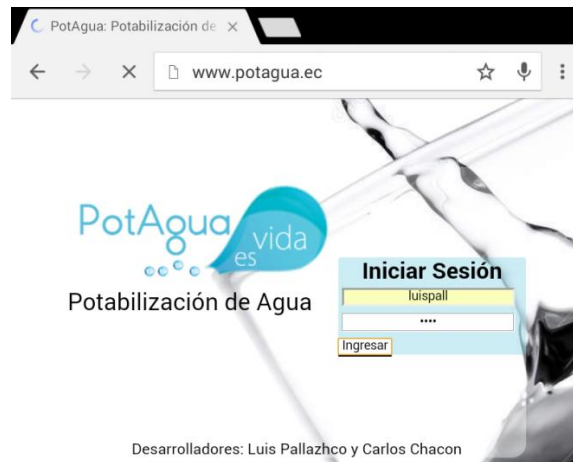 PotAgua: Potabilización de
www.potagua.ec
PotAgua
es vida
Potabilización de Agua
Iniciar Sesión
luispall
••••
Ingresar
Desarrolladores: Luis Pallazhco y Carlos Chacon